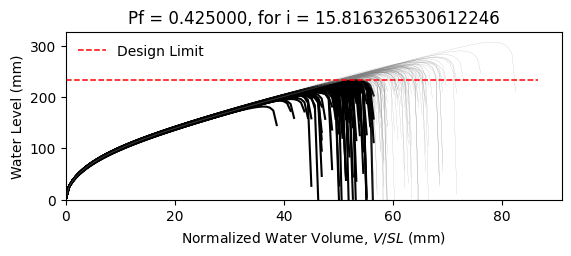 Pf = 0.425000, for i = 15.816326530612246
Design Limit
Water Level (mm)
300
200
100
0
0 20 40 60 80
Normalized Water Volume, V/SL (mm)